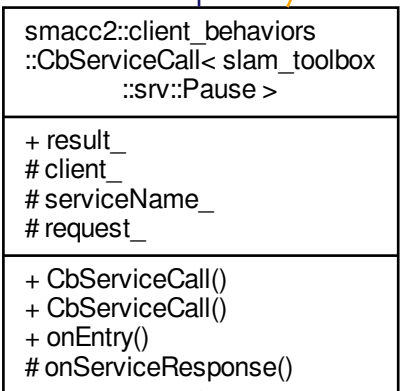 smacc2::client_behaviors
::CbServiceCall< slam_toolbox
::srv::Pause >
+ result_
# client_
# serviceName_
# request_
+ CbServiceCall()
+ CbServiceCall()
+ onEntry()
# onServiceResponse()